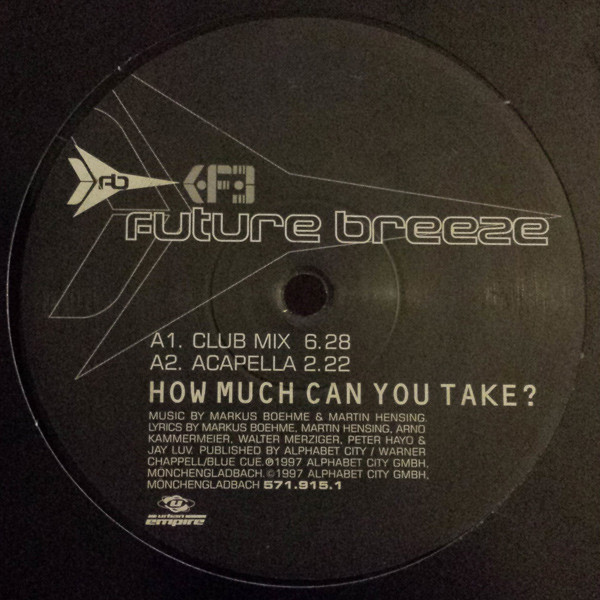 fb
Future Breeze
A1. CLUB MIX 6.28
A2. ACAPELLA 2.22
HOW MUCH CAN YOU TAKE?
MUSIC BY MARKUS BOEHME & MARTIN HENSING.
LYRICS BY MARKUS BOEHME, MARTIN HENSING, ARNO
KAMMERMEIER, WALTER MERZIGER, PETER HAYO &
JAY LUV. PUBLISHED BY ALPHABET CITY / WARNER
CHAPPELL/BLUE CUE.℗1997 ALPHABET CITY GMBH,
MÖNCHENGLADBACH.©1997 ALPHABET CITY GMBH,
MÖNCHENGLADBACH 571.915.1
empire